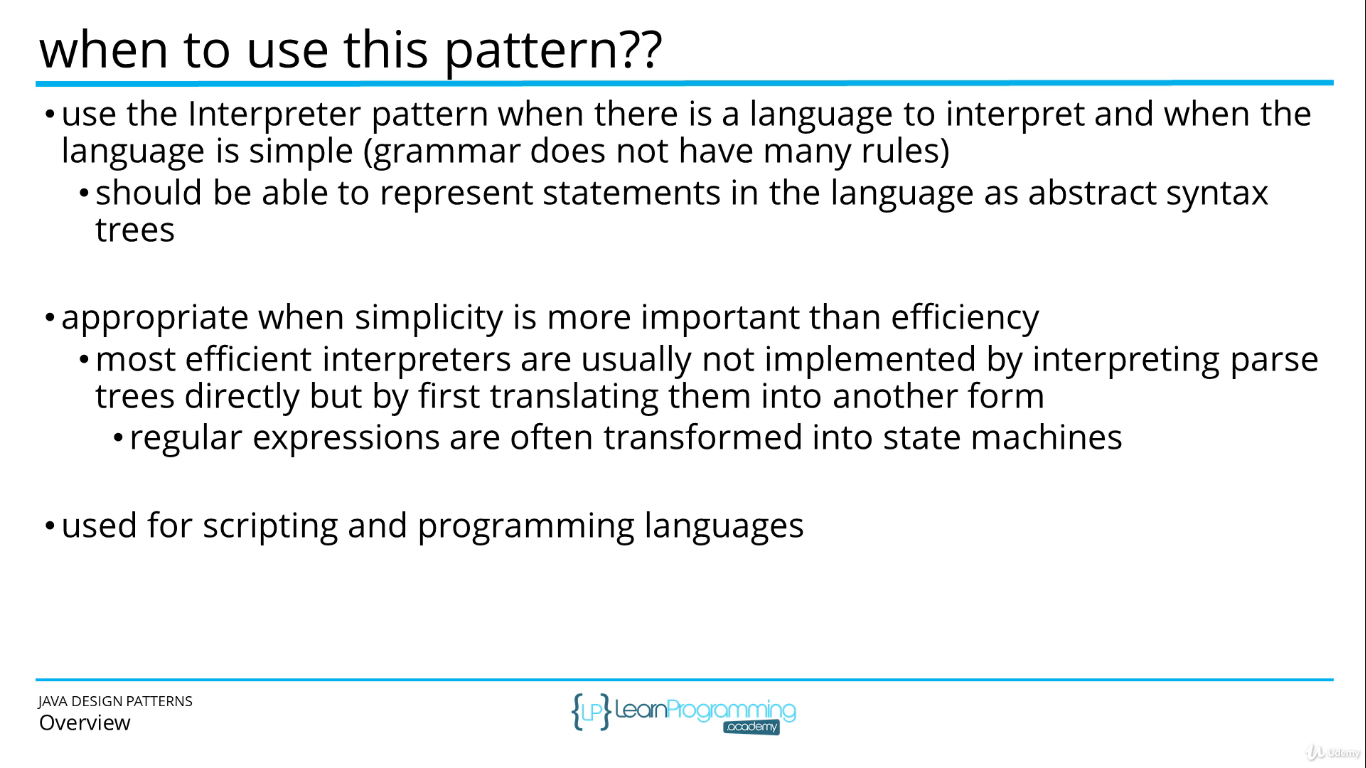 when to use this pattern??
• use the Interpreter pattern when there is a language to interpret and when the
language is simple (grammar does not have many rules)
• should be able to represent statements in the language as abstract syntax
trees
• appropriate when simplicity is more important than efficiency
• most efficient interpreters are usually not implemented by interpreting parse
trees directly but by first translating them into another form
• regular expressions are often transformed into state machines
• used for scripting and programming languages
JAVA DESIGN PATTERNS
Overview
{LP} LearnProgramming
.academy
Udemy